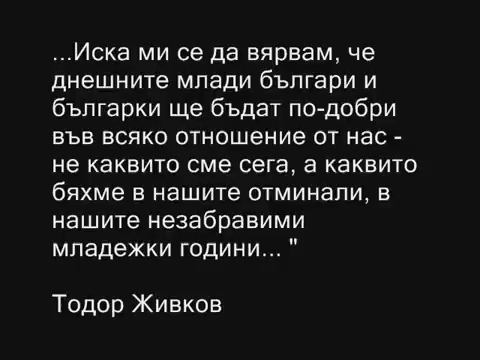 ...Иска ми се да вярвам, че
днешните млади българи и
българки ще бъдат по-добри
във всяко отношение от нас -
не каквито сме сега, а каквито
бяхме в нашите отминали, в
нашите незабравими
младежки години... "
Тодор Живков